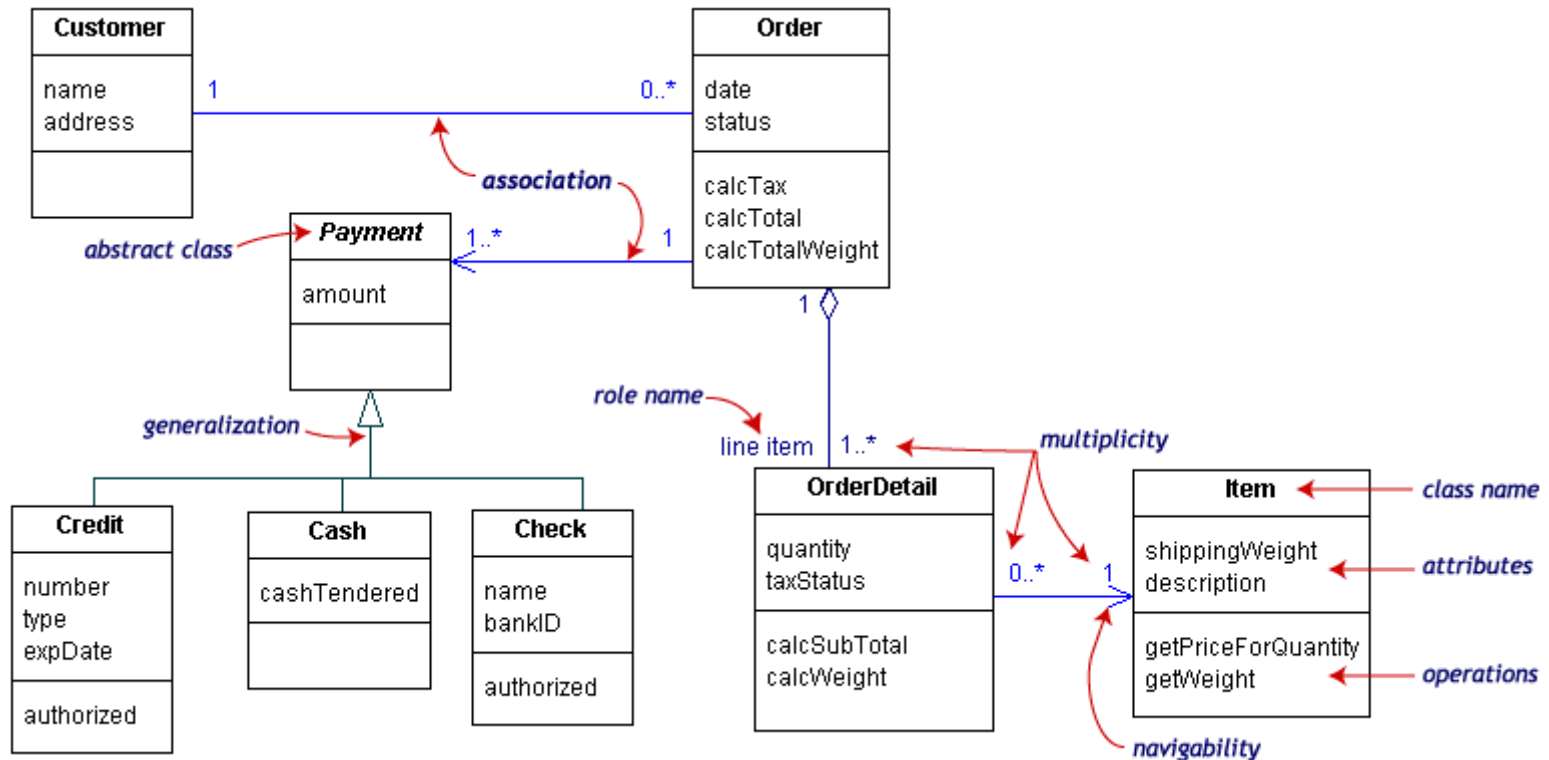 Customer
name
address
1
0..*
Order
date
status
calcTax
calcTotal
calcTotalWeight
association
abstract class
Payment
1..*
1
amount
generalization
1
role name
line item
1..*
multiplicity
Credit
number
type
expDate
authorized
Cash
cashTendered
Check
name
bankID
authorized
OrderDetail
quantity
taxStatus
calcSubTotal
calcWeight
0..*
1
Item
shippingWeight
description
getPriceForQuantity
getWeight
class name
attributes
operations
navigability